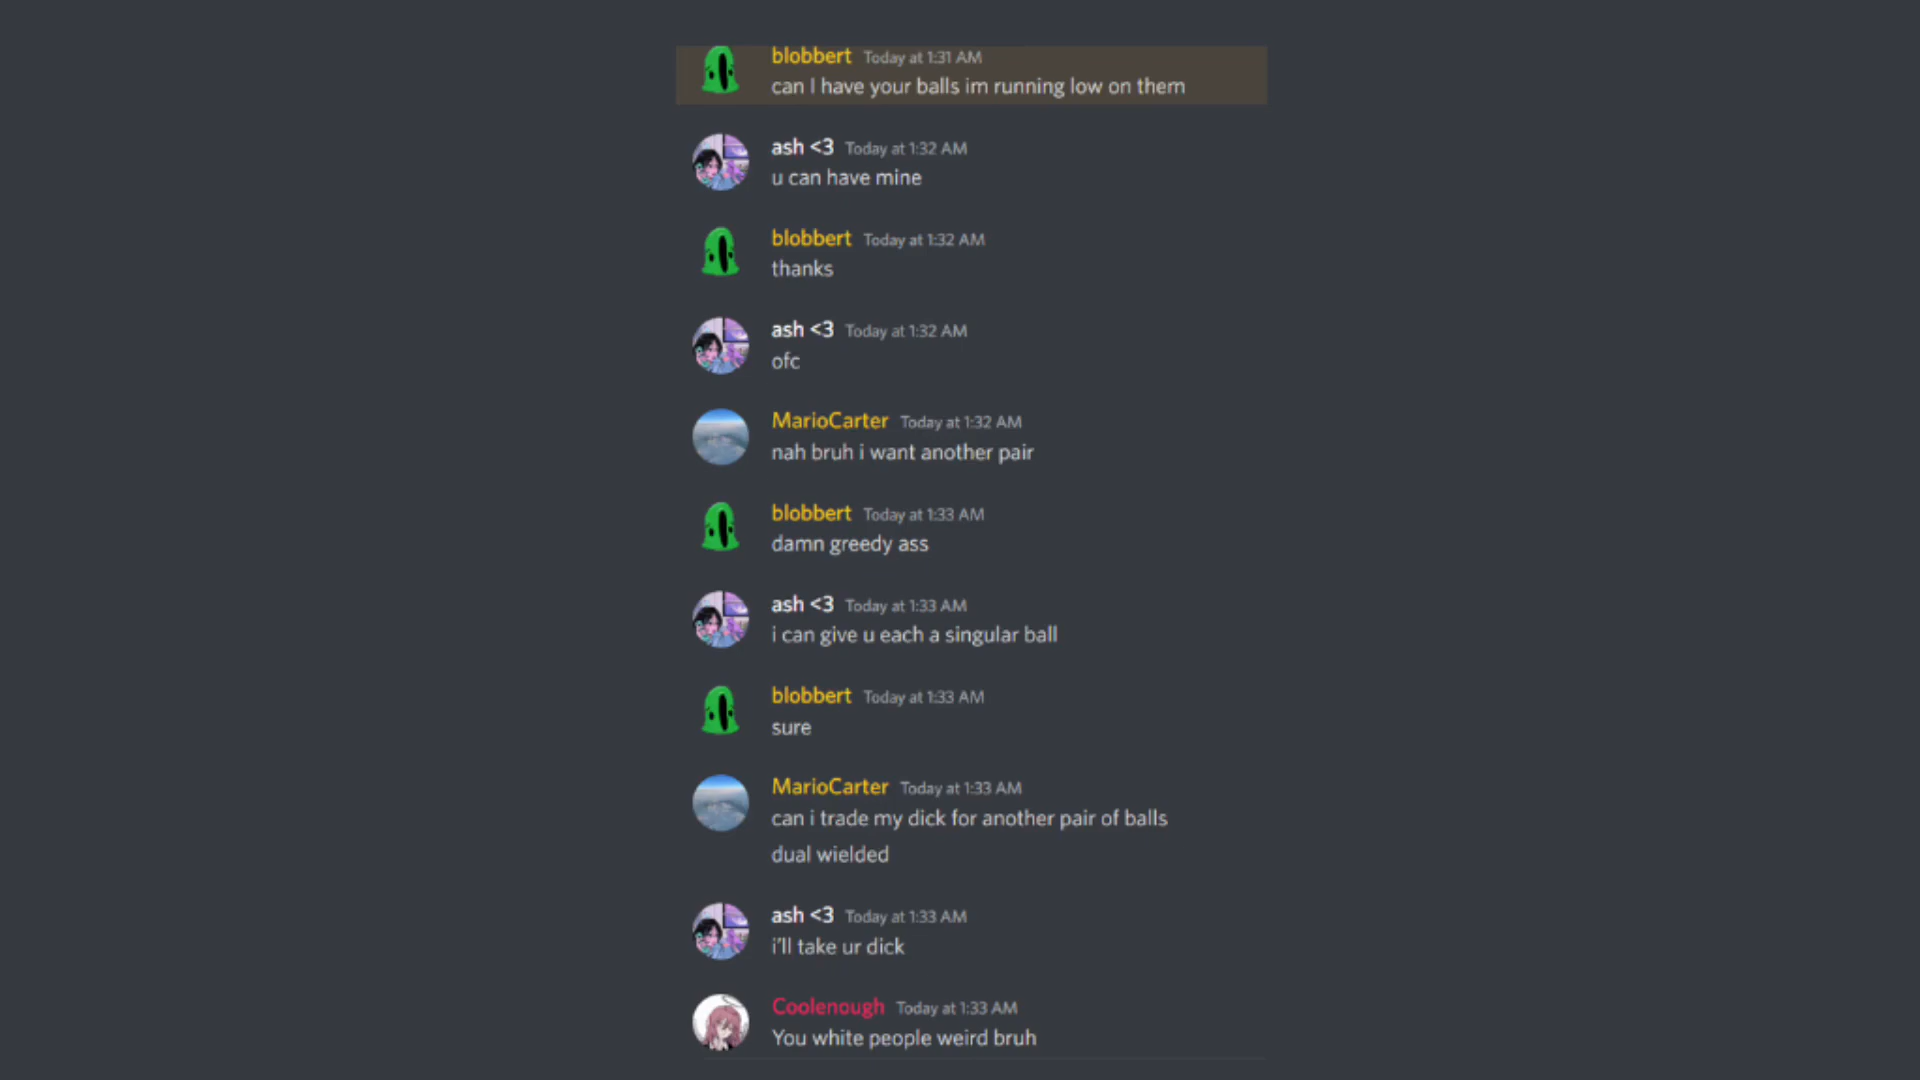 blobbert Today at 1:31 AM
can I have your balls im running low on them
ash <3 Today at 1:32 AM
u can have mine
blobbert Today at 1:32 AM
thanks
ash <3 Today at 1:32 AM
ofc
MarioCarter Today at 1:32 AM
nah bruh i want another pair
blobbert Today at 1:33 AM
damn greedy ass
ash <3 Today at 1:33 AM
i can give u each a singular ball
blobbert Today at 1:33 AM
sure
MarioCarter Today at 1:33 AM
can i trade my dick for another pair of balls
dual wielded
ash <3 Today at 1:33 AM
i'll take ur dick
Coolenough Today at 1:33 AM
You white people weird bruh